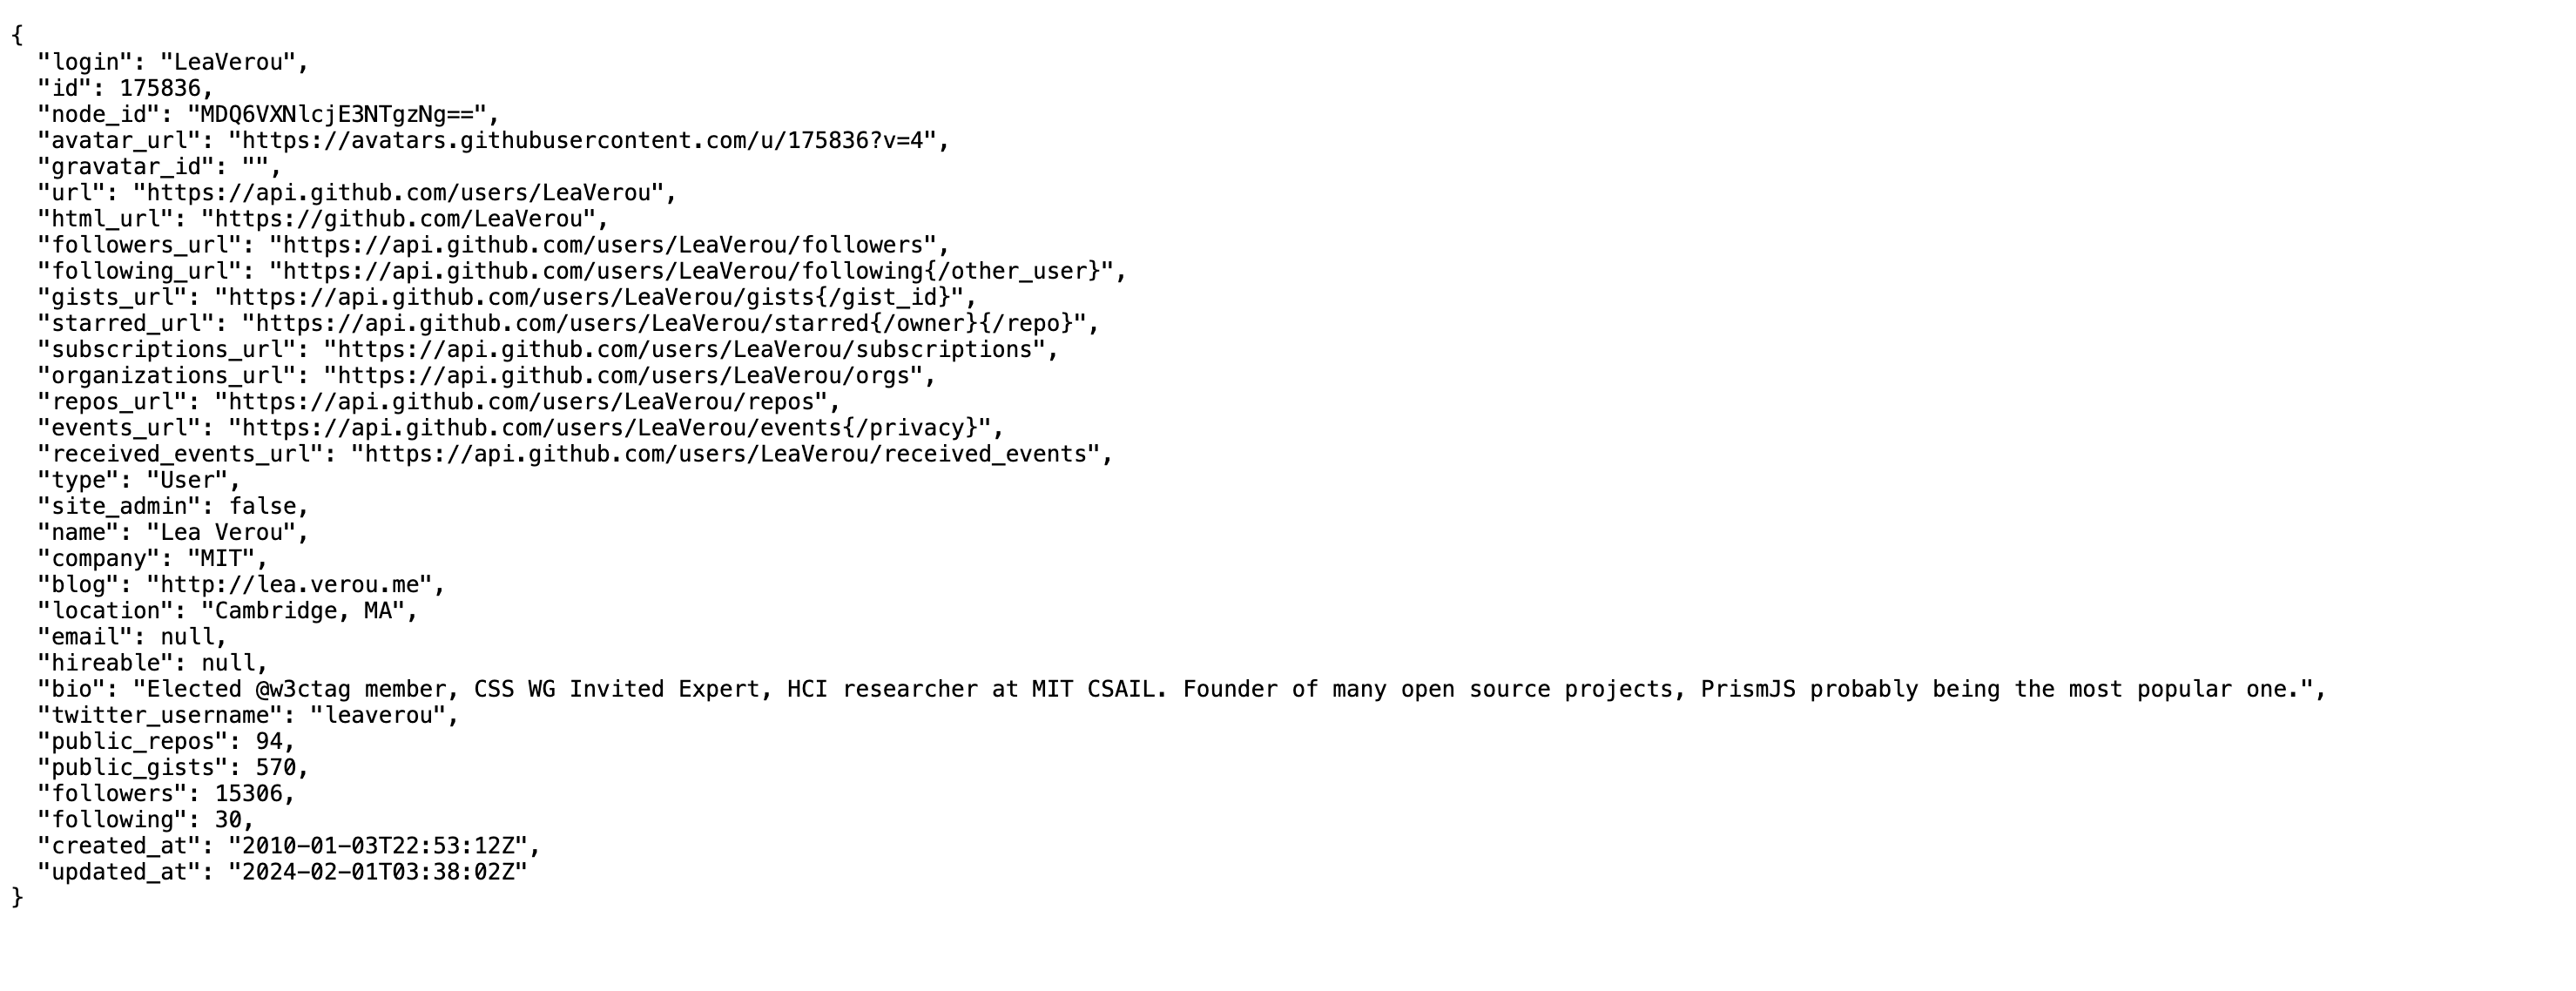 {
  "login": "LeaVerou",
  "id": 175836,
  "node_id": "MDQ6VXNlcjE3NTgzNg==",
  "avatar_url": "https://avatars.githubusercontent.com/u/175836?v=4",
  "gravatar_id": "",
  "url": "https://api.github.com/users/LeaVerou",
  "html_url": "https://github.com/LeaVerou",
  "followers_url": "https://api.github.com/users/LeaVerou/followers",
  "following_url": "https://api.github.com/users/LeaVerou/following{/other_user}",
  "gists_url": "https://api.github.com/users/LeaVerou/gists{/gist_id}",
  "starred_url": "https://api.github.com/users/LeaVerou/starred{/owner}{/repo}",
  "subscriptions_url": "https://api.github.com/users/LeaVerou/subscriptions",
  "organizations_url": "https://api.github.com/users/LeaVerou/orgs",
  "repos_url": "https://api.github.com/users/LeaVerou/repos",
  "events_url": "https://api.github.com/users/LeaVerou/events{/privacy}",
  "received_events_url": "https://api.github.com/users/LeaVerou/received_events",
  "type": "User",
  "site_admin": false,
  "name": "Lea Verou",
  "company": "MIT",
  "blog": "http://lea.verou.me",
  "location": "Cambridge, MA",
  "email": null,
  "hireable": null,
  "bio": "Elected @w3ctag member, CSS WG Invited Expert, HCI researcher at MIT CSAIL. Founder of many open source projects, PrismJS probably being the most popular one.",
  "twitter_username": "leaverou",
  "public_repos": 94,
  "public_gists": 570,
  "followers": 15306,
  "following": 30,
  "created_at": "2010-01-03T22:53:12Z",
  "updated_at": "2024-02-01T03:38:02Z"
}